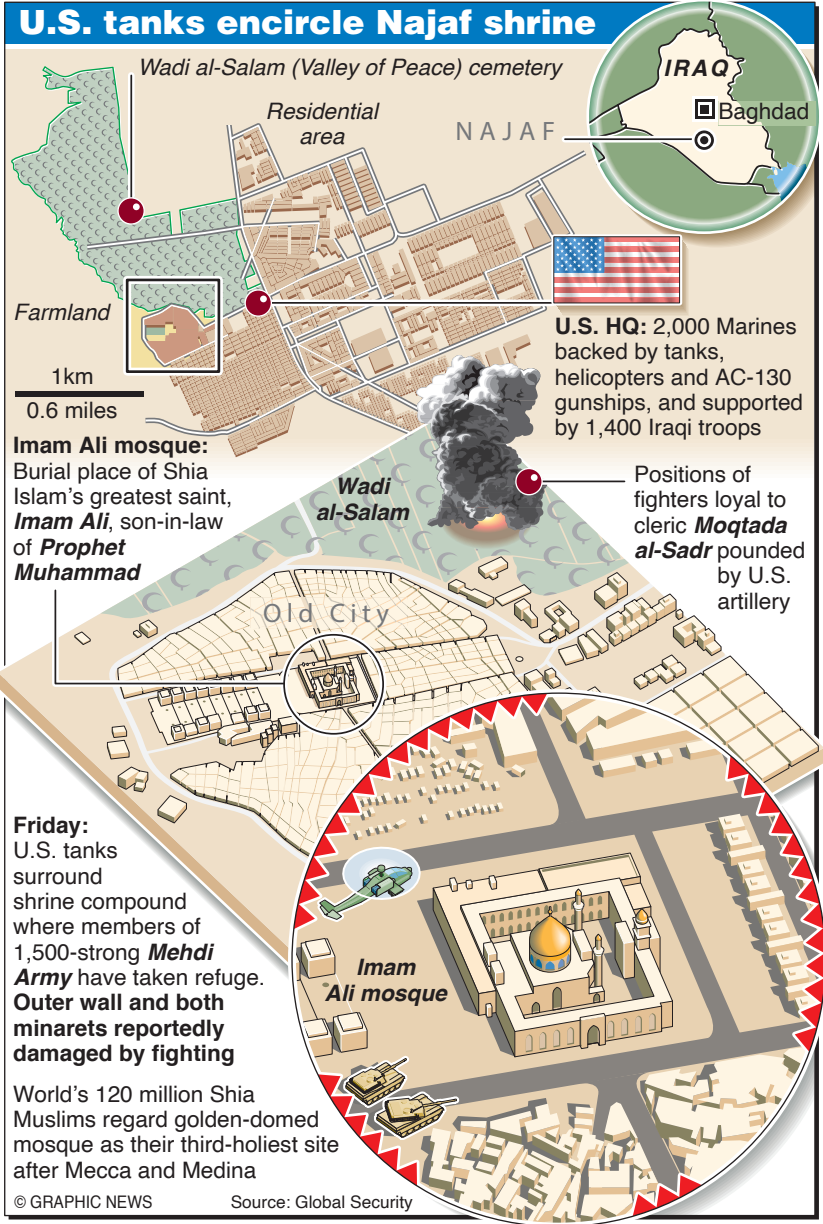 U.S. tanks encircle Najaf shrine
Wadi al-Salam (Valley of Peace) cemetery
Residential
area
NAJAF
IRAQ
Baghdad
Farmland
1km
0.6 miles
U.S. HQ: 2,000 Marines
backed by tanks,
helicopters and AC-130
gunships, and supported
by 1,400 Iraqi troops
Imam Ali mosque:
Burial place of Shia
Islam's greatest saint,
Imam Ali, son-in-law
of Prophet
Muhammad
Wadi
al-Salam
Positions of
fighters loyal to
cleric Moqtada
al-Sadr pounded
by U.S.
artillery
Old City
Friday:
U.S. tanks
surround
shrine compound
where members of
1,500-strong Mehdi
Army have taken refuge.
Outer wall and both
minarets reportedly
damaged by fighting
Imam
Ali mosque
World's 120 million Shia
Muslims regard golden-domed
mosque as their third-holiest site
after Mecca and Medina
© GRAPHIC NEWS
Source: Global Security